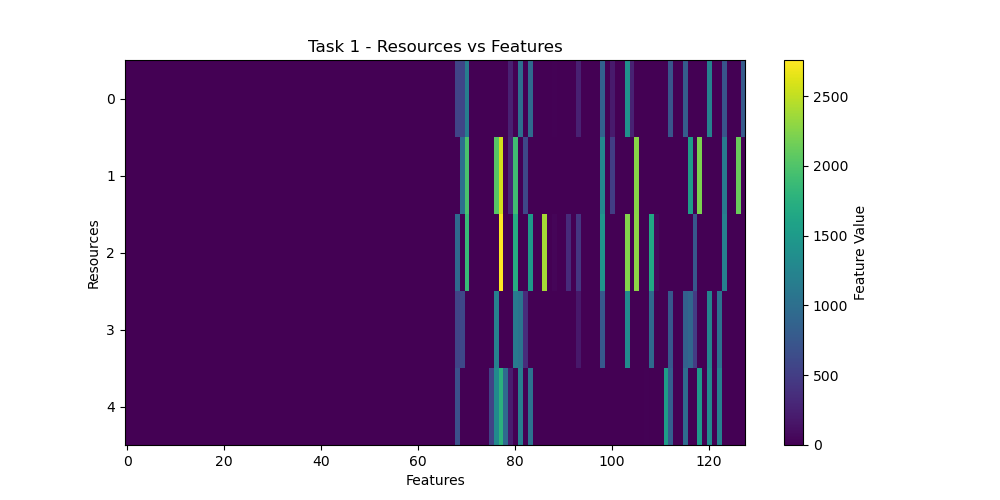 Task 1 - Resources vs Features
Resources
0
1
2
3
4
0 20 40 60 80 100 120
Features
2500
2000
1500
1000
500
0
Feature Value